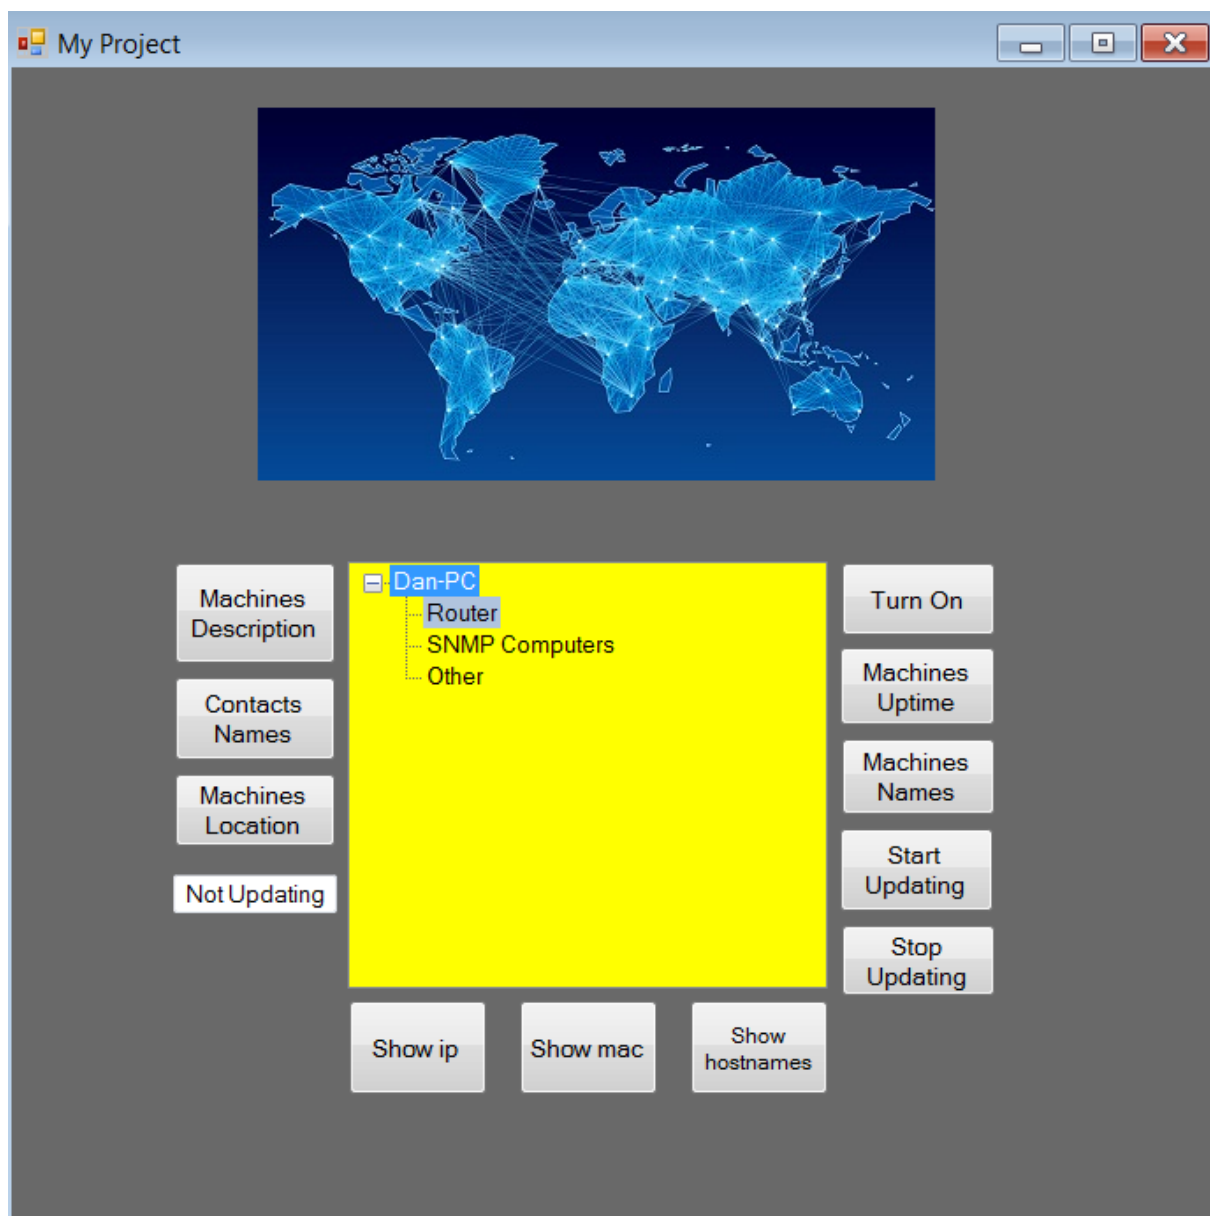 My Project
Machines
Description
Contacts
Names
Machines
Location
Not Updating
Dan-PC
Router
SNMP Computers
Other
Turn On
Machines
Uptime
Machines
Names
Start
Updating
Stop
Updating
Show ip
Show mac
Show
hostnames